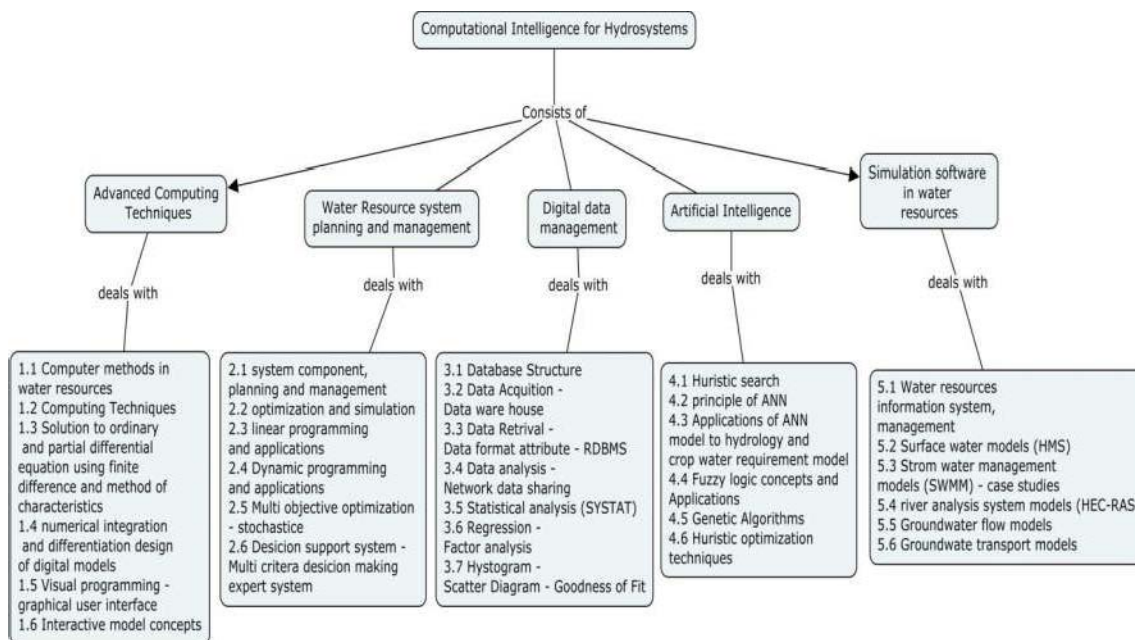 Computational Intelligence for Hydrosystems
Consists of
Advanced Computing
Techniques
Water Resource system
planning and management
Digital data
management
Artificial Intelligence
Simulation software
in water
resources
deals with
deals with
deals with
deals with
deals with
1.1 Computer methods in
water resources
1.2 Computing Techniques
1.3 Solution to ordinary
and partial differential
equation using finite
difference and method of
characteristics
1.4 numerical integration
and differentiation design
of digital models
1.5 Visual programming -
graphical user interface
1.6 Interactive model concepts
2.1 system component,
planning and management
2.2 optimization and simulation
2.3 linear programming
and applications
2.4 Dynamic programming
and applications
2.5 Multi objective optimization
- stochastice
2.6 Desicion support system -
Multi critera desicion making
expert system
3.1 Database Structure
3.2 Data Acquition -
Data ware house
3.3 Data Retrival -
Data format attribute - RDBMS
3.4 Data analysis -
Network data sharing
3.5 Statistical analysis (SYSTAT)
3.6 Regression -
Factor analysis
3.7 Hystogram -
Scatter Diagram - Goodness of Fit
4.1 Huristic search
4.2 principle of ANN
4.3 Applications of ANN
model to hydrology and
crop water requirement model
4.4 Fuzzy logic concepts and
Applications
4.5 Genetic Algorithms
4.6 Huristic optimization
techniques
5.1 Water resources
information system,
management
5.2 Surface water models (HMS)
5.3 Strom water management
models (SWMM) - case studies
5.4 river analysis system models (HEC-RAS
5.5 Groundwater flow models
5.6 Groundwate transport models